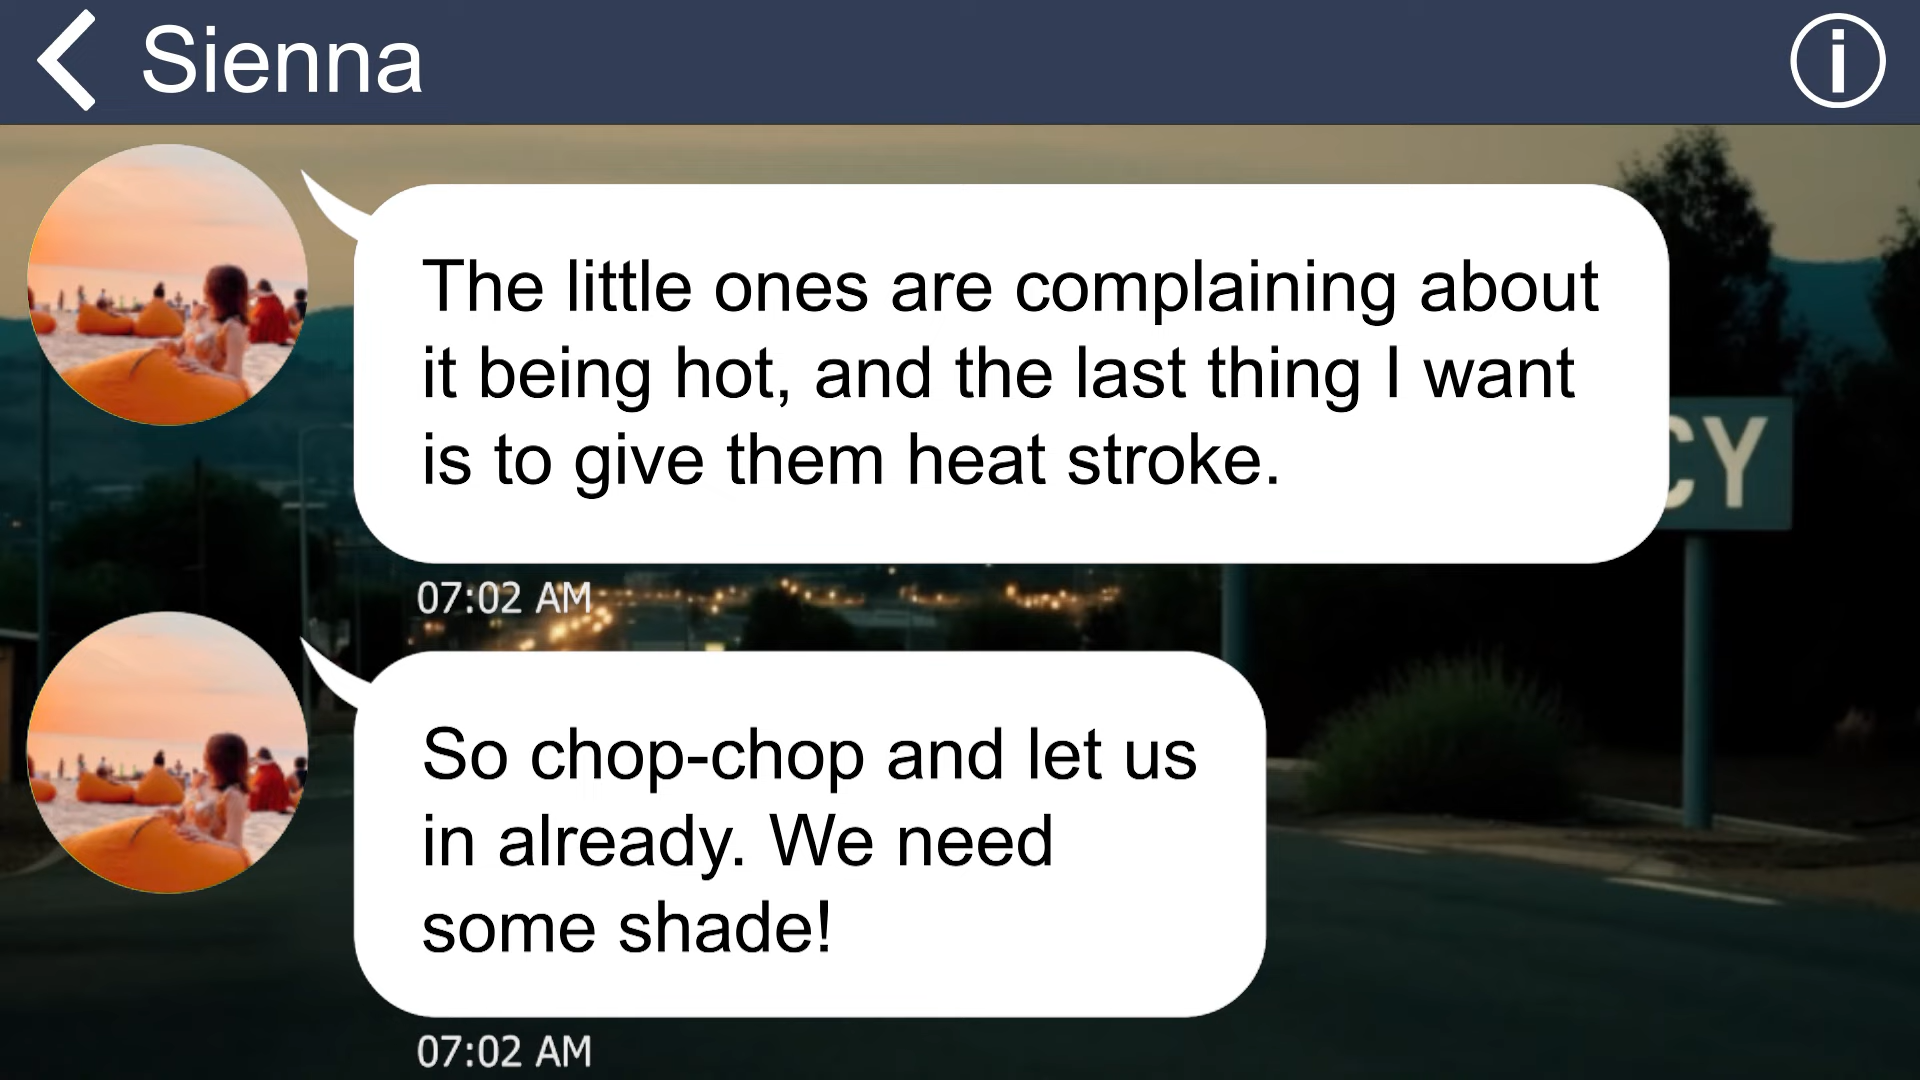 Sienna
The little ones are complaining about
it being hot, and the last thing I want
is to give them heat stroke.
CY
07:02 AM
So chop-chop and let us
in already. We need
some shade!
07:02 AM